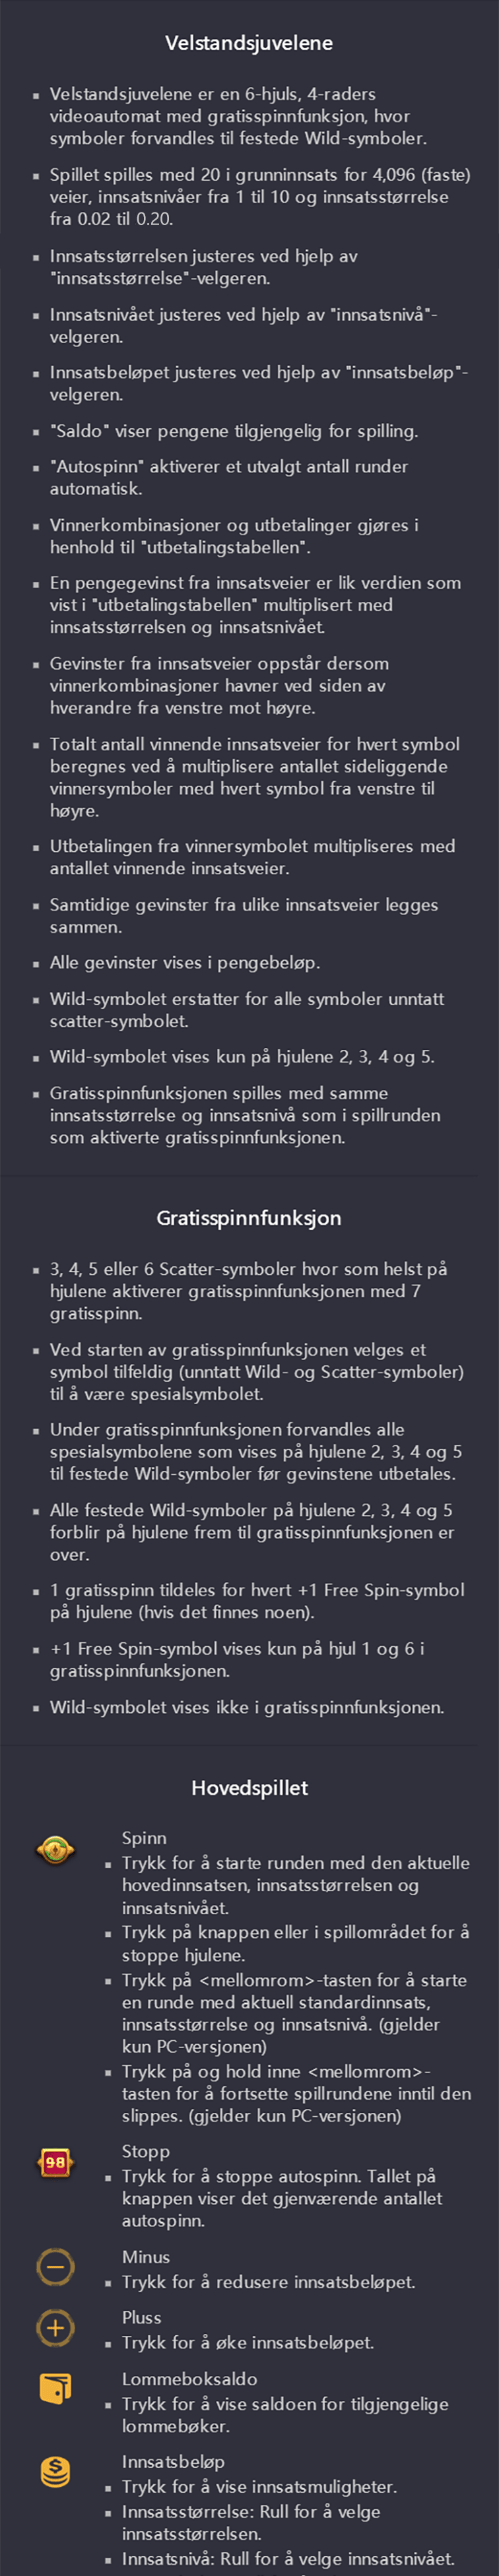 Velstandsjuvelene
▪ Velstandsjuvelene er en 6-hjuls, 4-raders
videoautomat med gratisspinnfunksjon, hvor
symboler forvandles til festede Wild-symboler.
▪ Spillet spilles med 20 i grunninnsats for 4,096 (faste)
veier, innsatsnivåer fra 1 til 10 og innsatsstørrelse
fra 0.02 til 0.20.
▪ Innsatsstørrelsen justeres ved hjelp av
"innsatsstørrelse"-velgeren.
▪ Innsatsnivået justeres ved hjelp av "innsatsnivå"-
velgeren.
▪ Innsatsbeløpet justeres ved hjelp av "innsatsbeløp"-
velgeren.
▪ "Saldo" viser pengene tilgjengelig for spilling.
▪ "Autospinn" aktiverer et utvalgt antall runder
automatisk.
▪ Vinnerkombinasjoner og utbetalinger gjøres i
henhold til "utbetalingstabellen".
▪ En pengegevinst fra innsatsveier er lik verdien som
vist i "utbetalingstabellen" multiplisert med
innsatsstørrelsen og innsatsnivået.
▪ Gevinster fra innsatsveier oppstår dersom
vinnerkombinasjoner havner ved siden av
hverandre fra venstre mot høyre.
▪ Totalt antall vinnende innsatsveier for hvert symbol
beregnes ved å multiplisere antallet sideliggende
vinnersymboler med hvert symbol fra venstre til
høyre.
▪ Utbetalingen fra vinnersymbolet multipliseres med
antallet vinnende innsatsveier.
▪ Samtidige gevinster fra ulike innsatsveier legges
sammen.
▪ Alle gevinster vises i pengebeløp.
▪ Wild-symbolet erstatter for alle symboler unntatt
scatter-symbolet.
▪ Wild-symbolet vises kun på hjulene 2, 3, 4 og 5.
▪ Gratisspinnfunksjonen spilles med samme
innsatsstørrelse og innsatsnivå som i spillrunden
som aktiverte gratisspinnfunksjonen.
Gratisspinnfunksjon
▪ 3, 4, 5 eller 6 Scatter-symboler hvor som helst på
hjulene aktiverer gratisspinnfunksjonen med 7
gratisspinn.
▪ Ved starten av gratisspinnfunksjonen velges et
symbol tilfeldig (unntatt Wild- og Scatter-symboler)
til å være spesialsymbolet.
▪ Under gratisspinnfunksjonen forvandles alle
spesialsymbolene som vises på hjulene 2, 3, 4 og 5
til festede Wild-symboler før gevinstene utbetales.
▪ Alle festede Wild-symboler på hjulene 2, 3, 4 og 5
forblir på hjulene frem til gratisspinnfunksjonen er
over.
▪ 1 gratisspinn tildeles for hvert +1 Free Spin-symbol
på hjulene (hvis det finnes noen).
▪ +1 Free Spin-symbol vises kun på hjul 1 og 6 i
gratisspinnfunksjonen.
▪ Wild-symbolet vises ikke i gratisspinnfunksjonen.
Hovedspillet
Spinn
▪ Trykk for å starte runden med den aktuelle
hovedinnsatsen, innsatsstørrelsen og
innsatsnivået.
▪ Trykk på knappen eller i spillområdet for å
stoppe hjulene.
▪ Trykk på <mellomrom>-tasten for å starte
en runde med aktuell standardinnsats,
innsatsstørrelse og innsatsnivå. (gjelder
kun PC-versjonen)
▪ Trykk på og hold inne <mellomrom>-
tasten for å fortsette spillrundene inntil den
slippes. (gjelder kun PC-versjonen)
98
Stopp
▪ Trykk for å stoppe autospinn. Tallet på
knappen viser det gjenværende antallet
autospinn.
Minus
▪ Trykk for å redusere innsatsbeløpet.
Pluss
▪ Trykk for å øke innsatsbeløpet.
Lommeboksaldo
▪ Trykk for å vise saldoen for tilgjengelige
lommebøker.
Innsatsbeløp
▪ Trykk for å vise innsatsmuligheter.
▪ Innsatsstørrelse: Rull for å velge
innsatsstørrelsen.
▪ Innsatsnivå: Rull for å velge innsatsnivået.